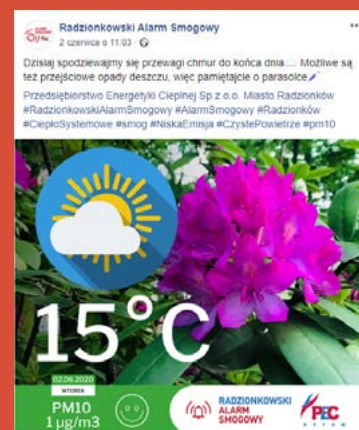 Radzionkowski Alarm Smogowy
2 czerwca o 11:03
Dzisiaj spodziewajmy się przewagi chmur do końca dnia.... Możliwe są
też przejściowe opady deszczu, więc pamiętajcie o parasolce
Przedsiębiorstwo Energetyki Cieplnej Sp z o.o. Miasto Radzionków
#RadzionkowskiAlarmSmogowy #AlarmSmogowy #Radzionków
#CiepłoSystemowe #smog #NiskaEmisja #CzystePowietrze #pm10
15°C
02.06.2020
WTOREK
PM10
1 µg/m3
RADZIONKOWSKI
ALARM
SMOGOWY
PEC
BYTOM